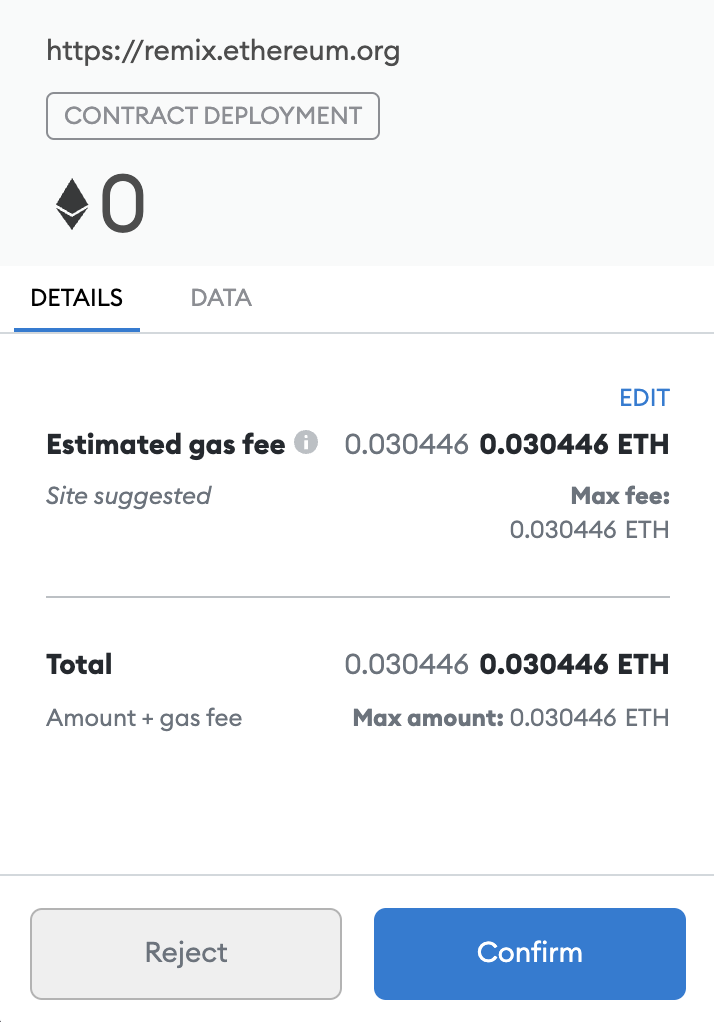 https://remix.ethereum.org
CONTRACT DEPLOYMENT
0
DETAILS DATA
EDIT
Estimated gas fee 0.030446 0.030446 ETH
Site suggested Max fee:
0.030446 ETH
Total 0.030446 0.030446 ETH
Amount + gas fee Max amount: 0.030446 ETH
Reject Confirm